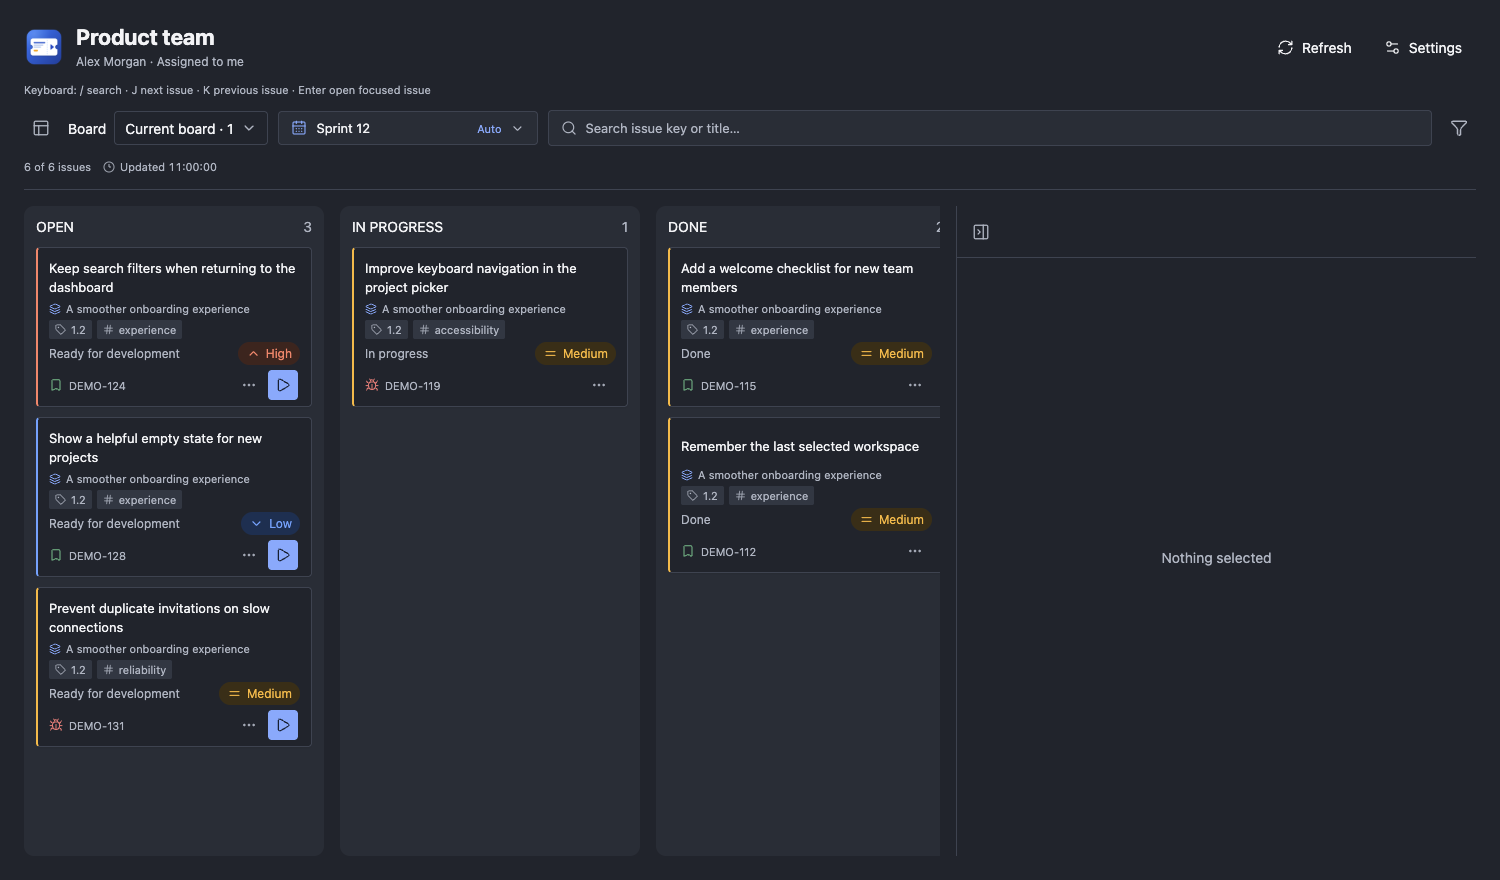 Product team
Alex Morgan · Assigned to me
Refresh
Settings
Keyboard: / search · J next issue · K previous issue · Enter open focused issue
Board
Current board · 1
Sprint 12
Auto
Search issue key or title...
6 of 6 issues
Updated 11:00:00
OPEN
3
Keep search filters when returning to the
dashboard
A smoother onboarding experience
1.2
# experience
Ready for development
High
DEMO-124
Show a helpful empty state for new
projects
A smoother onboarding experience
1.2
# experience
Ready for development
Low
DEMO-128
Prevent duplicate invitations on slow
connections
A smoother onboarding experience
1.2
# reliability
Ready for development
Medium
DEMO-131
IN PROGRESS
1
Improve keyboard navigation in the
project picker
A smoother onboarding experience
1.2
# accessibility
In progress
Medium
DEMO-119
DONE
2
Add a welcome checklist for new team
members
A smoother onboarding experience
1.2
# experience
Done
Medium
DEMO-115
Remember the last selected workspace
A smoother onboarding experience
1.2
# experience
Done
Medium
DEMO-112
Nothing selected